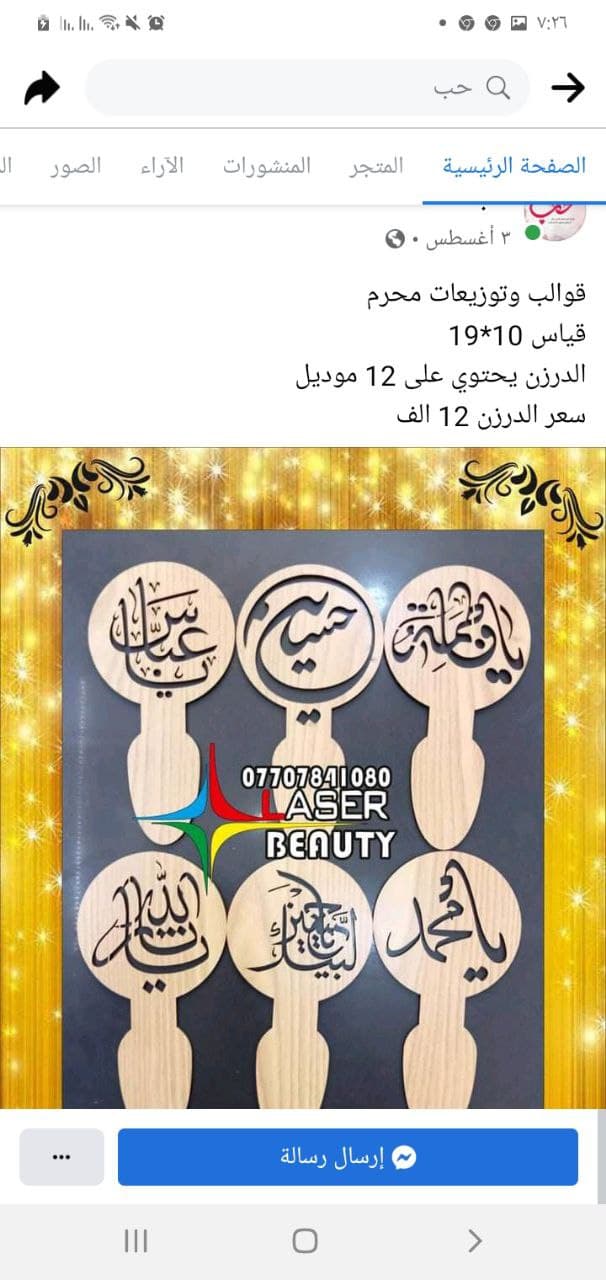 ٧:٢٦
حب
الصفحة الرئيسية
المتجر
المنشورات
الآراء
الصور
٣ أغسطس
قوالب وتوزيعات محرم
قياس 10*19
الدرزن يحتوي على 12 موديل
سعر الدرزن 12 الف
يا فاطمة
يا حسين
يا عباس
07707841080
LASER
BEAUTY
يا محمد
لبيك يا حسين
إرسال رسالة